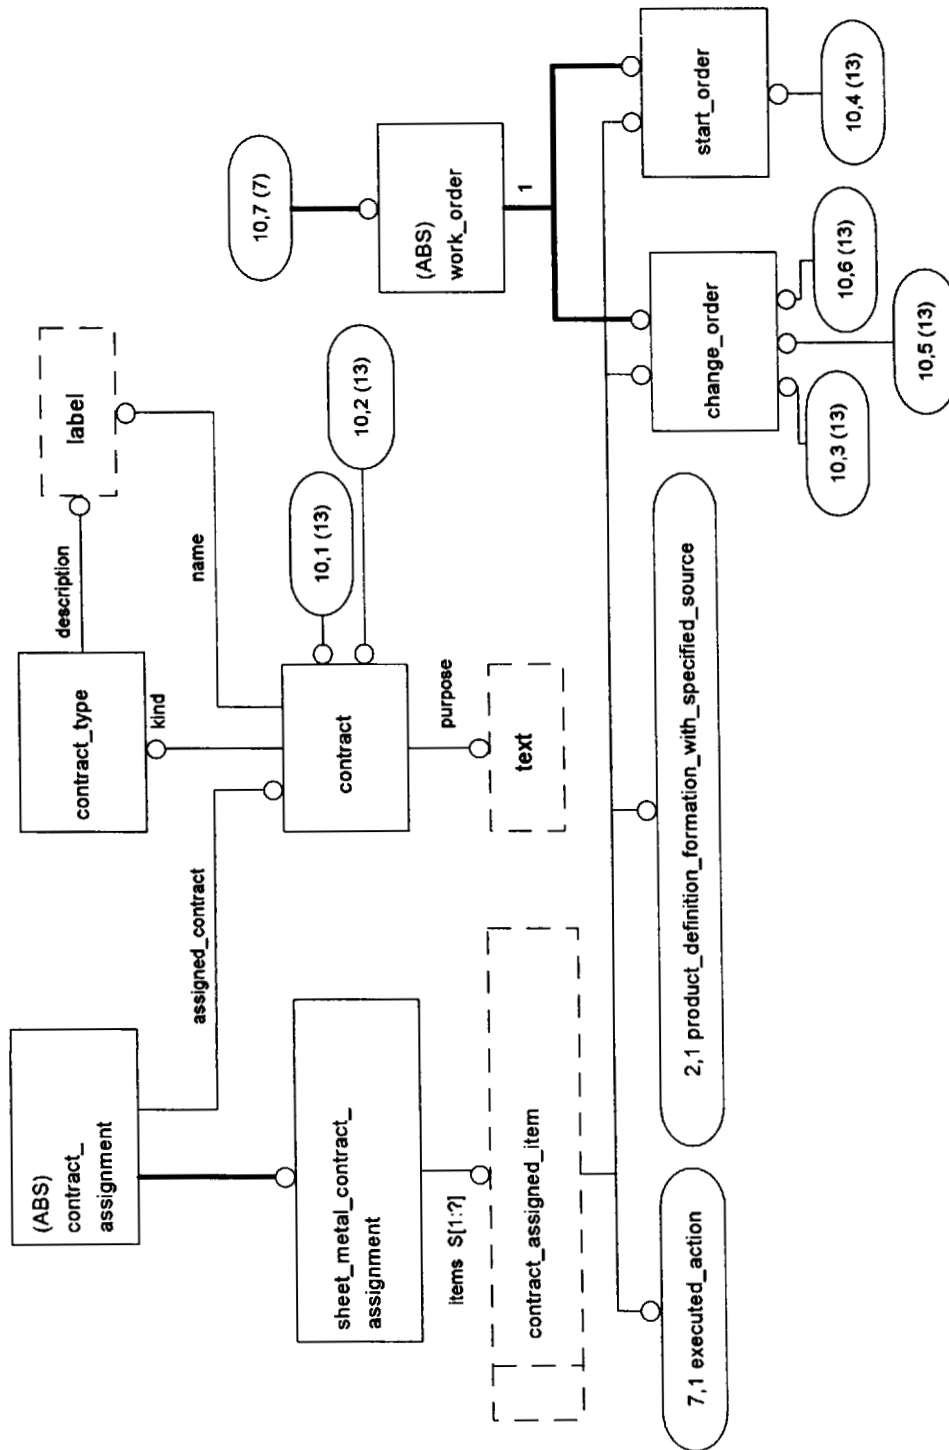 (ABS)
contract_
assignment
assigned_contract
sheet_metal_contract_
assignment
items S[1:?]
contract_assigned_item
7,1 executed_action
2,1 product_definition_formation_with_specified_source
contract_type
description
label
kind
name
contract
10,1 (13)
10,2 (13)
purpose
text
10,7 (7)
(ABS)
work_order
1
change_order
start_order
10,3 (13)
10,5 (13)
10,6 (13)
10,4 (13)